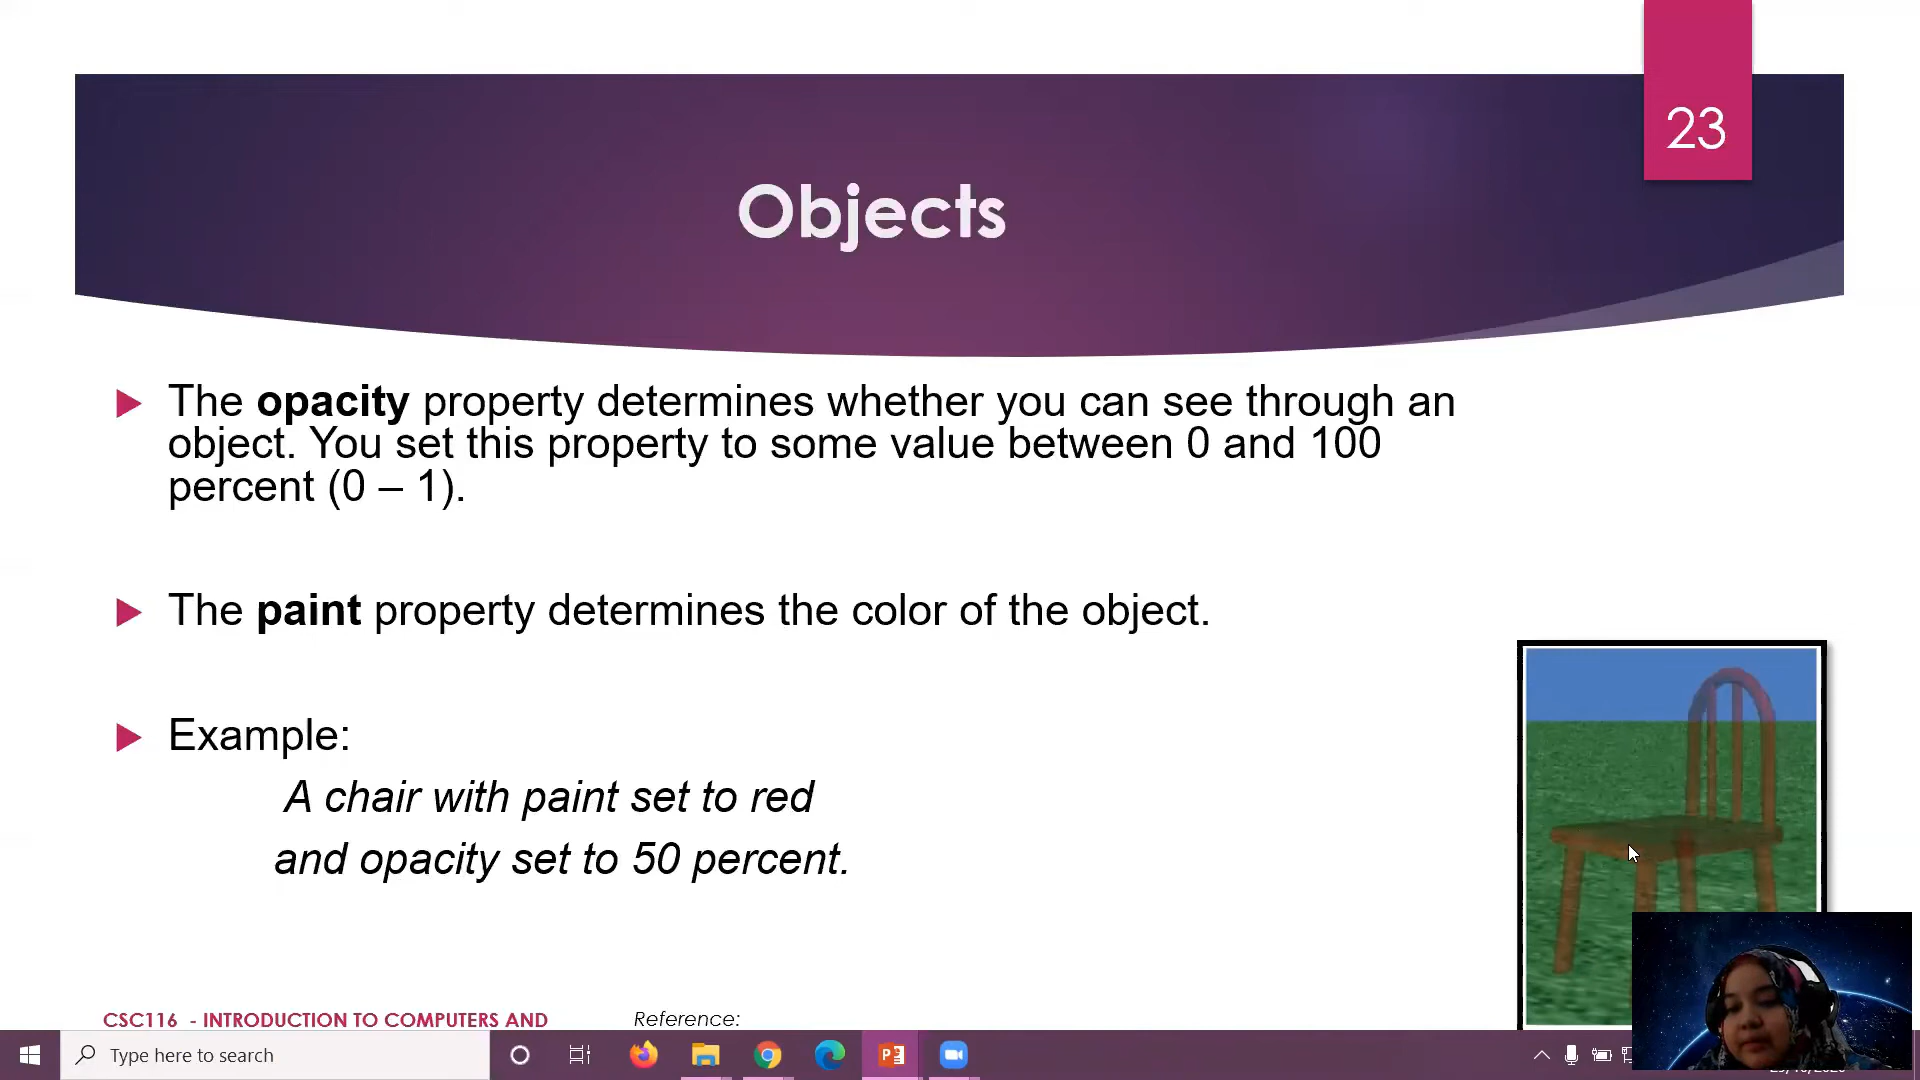 23
Objects
The opacity property determines whether you can see through an
object. You set this property to some value between 0 and 100
percent (0 – 1).
The paint property determines the color of the object.
Example:
A chair with paint set to red
and opacity set to 50 percent.
CSC116 - INTRODUCTION TO COMPUTERS AND
Reference:
Type here to search